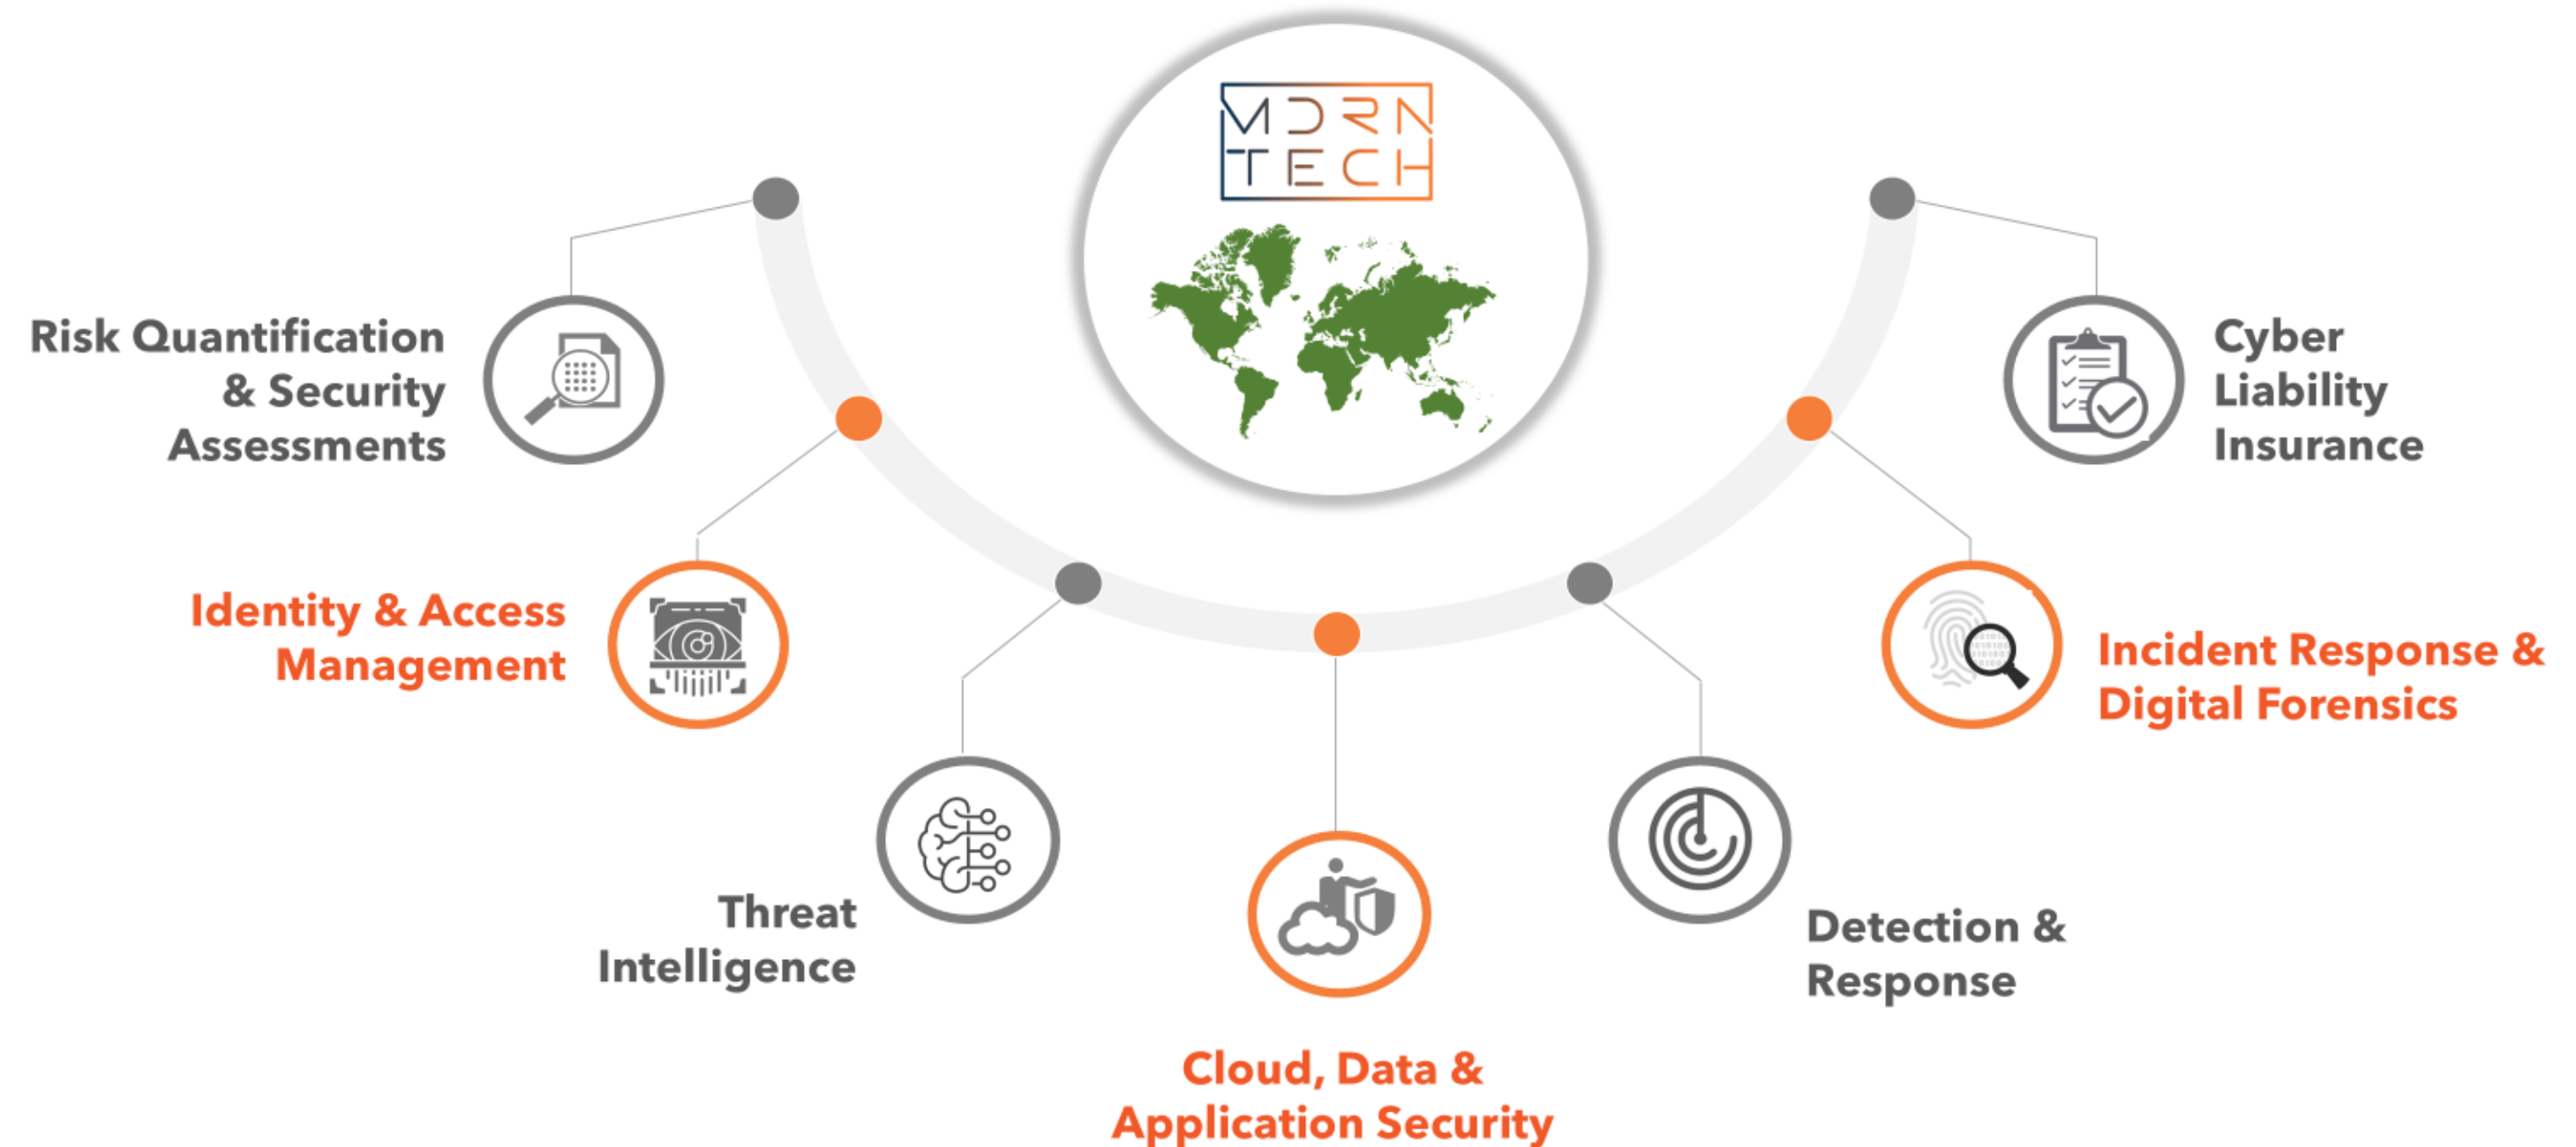 MDRN
TECH
Risk Quantification
& Security
Assessments
Identity & Access
Management
Threat
Intelligence
Cloud, Data &
Application Security
Detection &
Response
Incident Response &
Digital Forensics
Cyber
Liability
Insurance